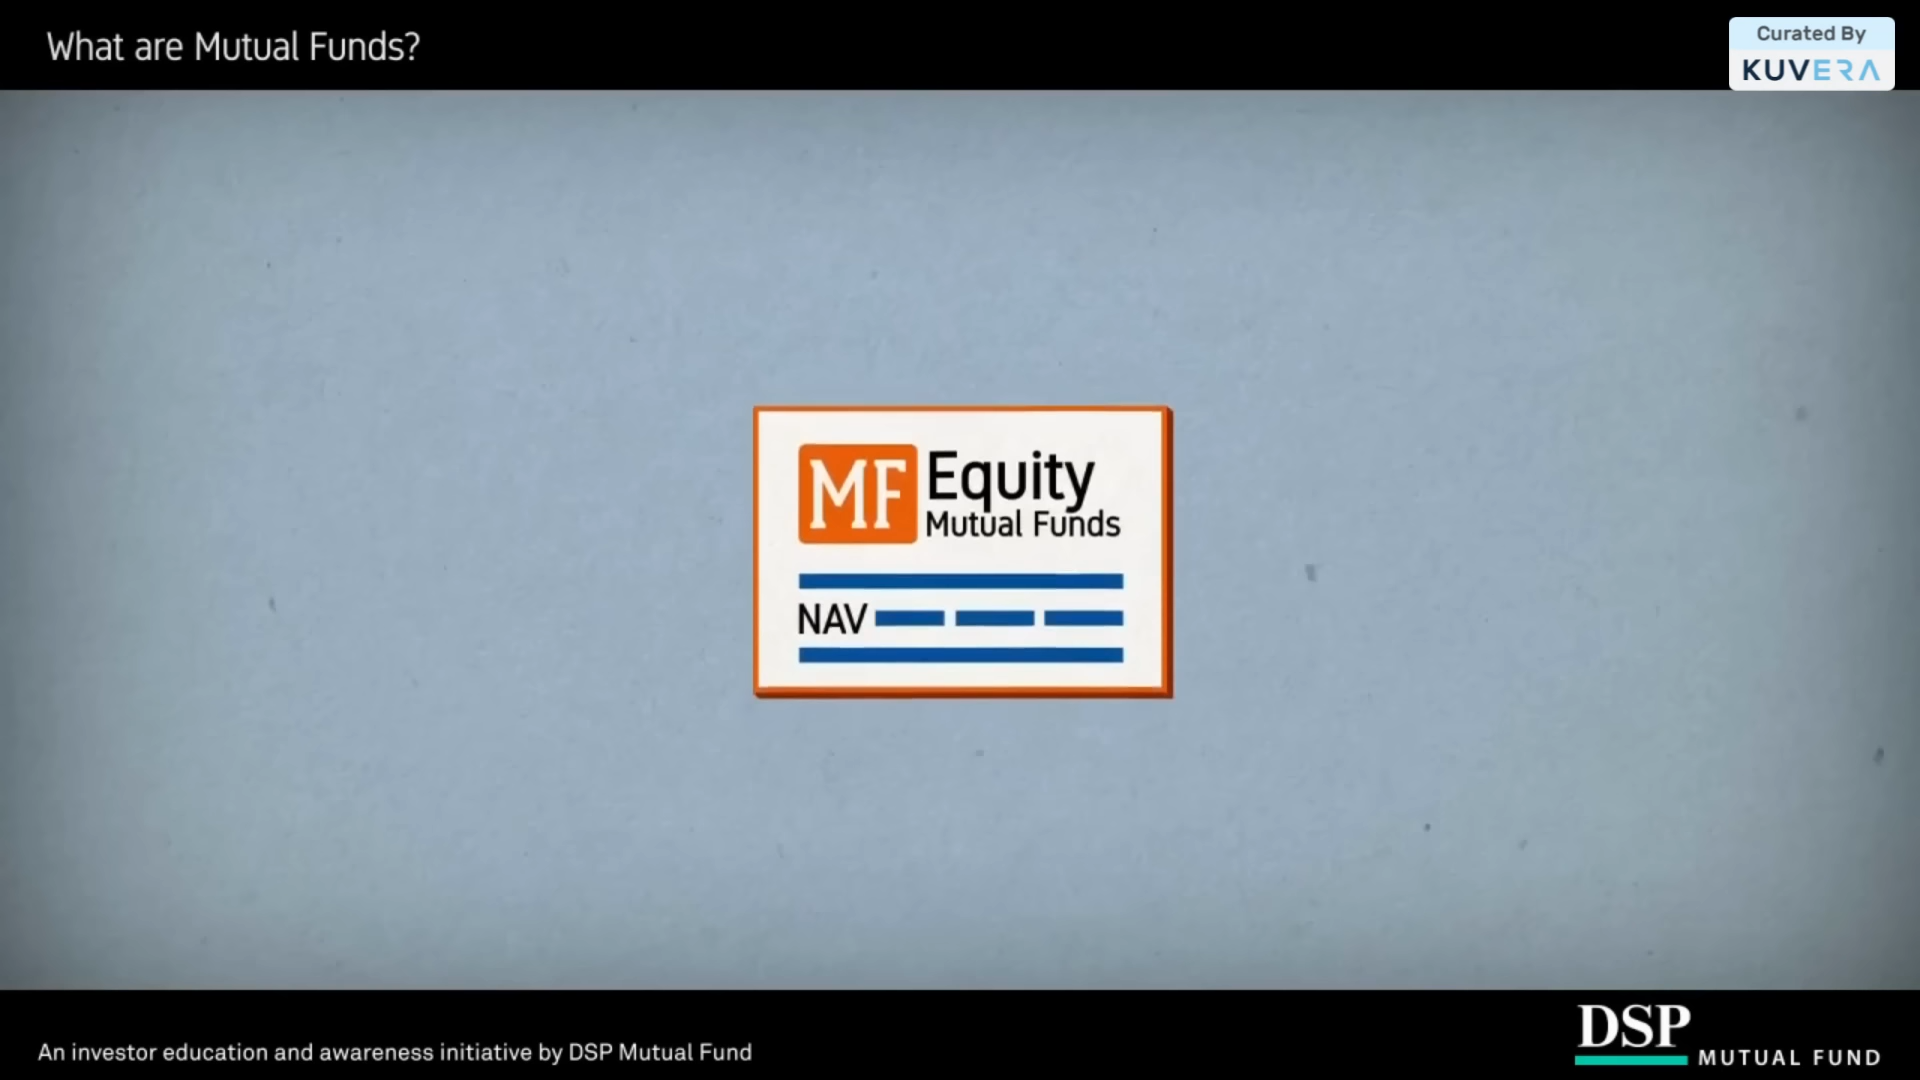 What are Mutual Funds?
Curated By
KUVERA
MF Equity
Mutual Funds
NAV
An investor education and awareness initiative by DSP Mutual Fund
DSP
MUTUAL FUND